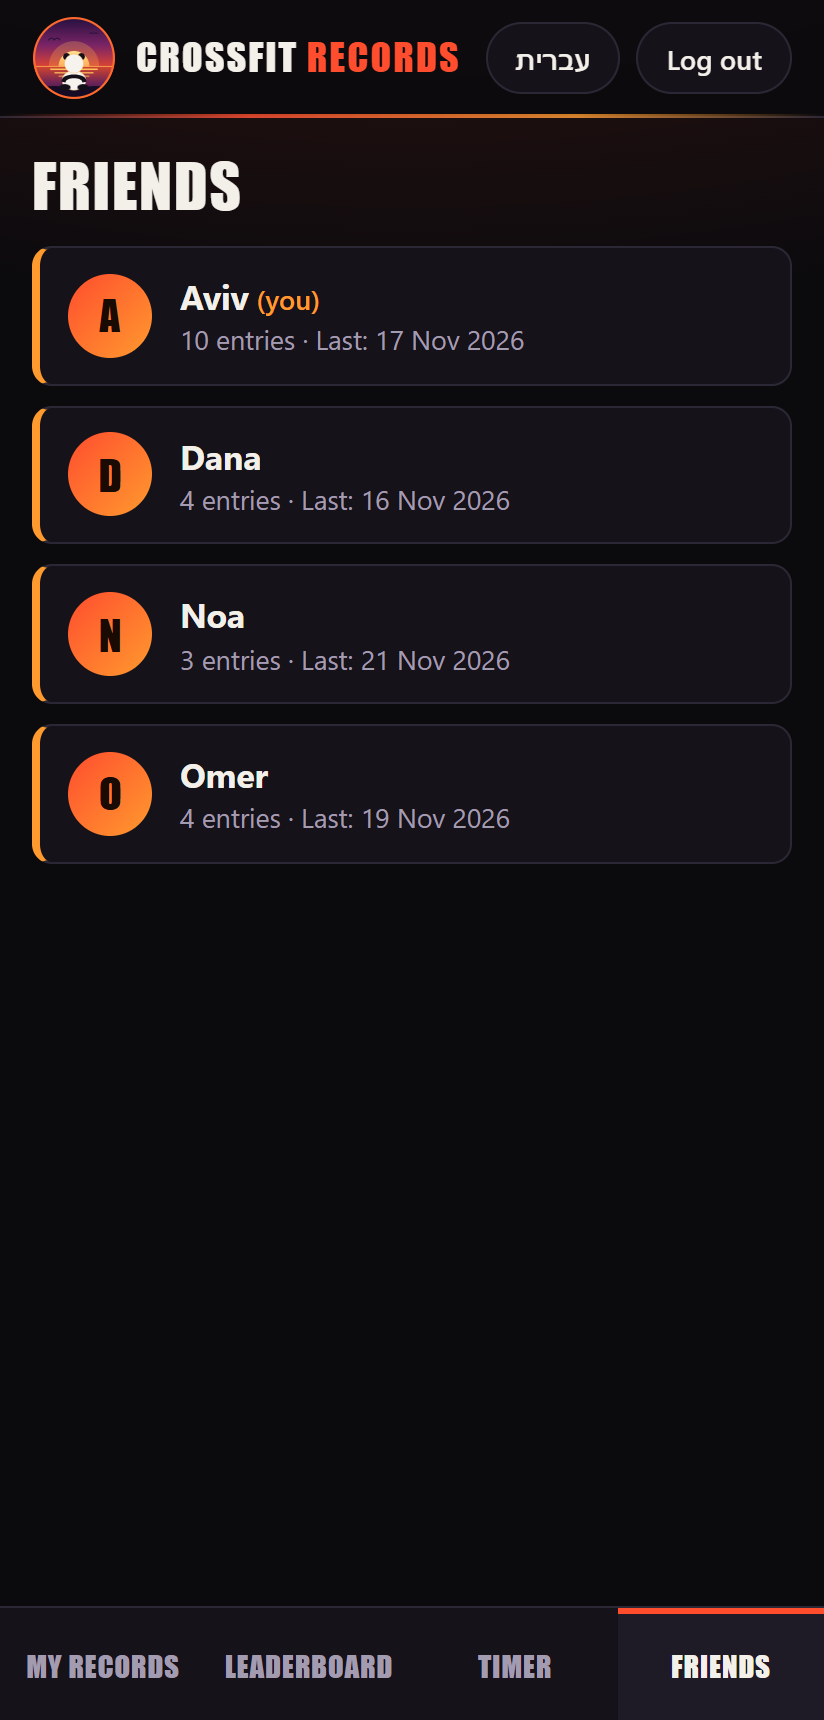 CROSSFIT RECORDS
עברית
Log out
FRIENDS
A
Aviv (you)
10 entries · Last: 17 Nov 2026
D
Dana
4 entries · Last: 16 Nov 2026
N
Noa
3 entries · Last: 21 Nov 2026
O
Omer
4 entries · Last: 19 Nov 2026
MY RECORDS
LEADERBOARD
TIMER
FRIENDS